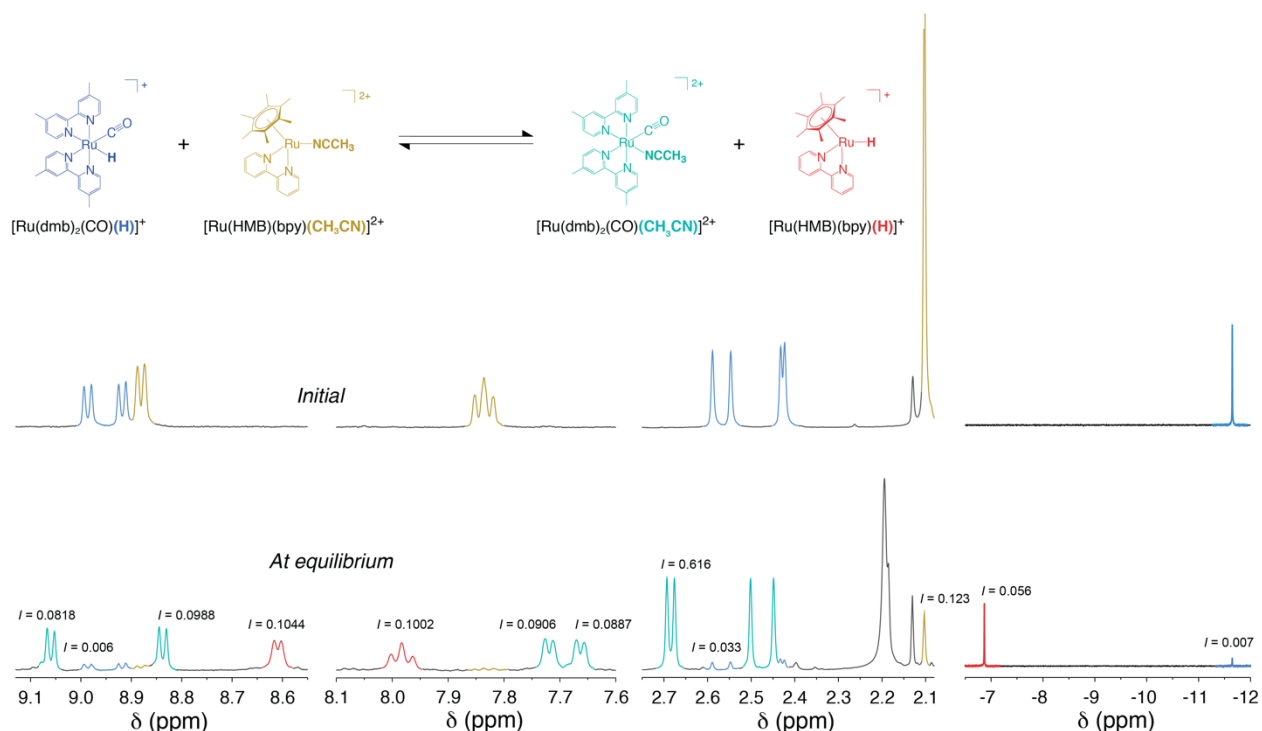 ⌉+
⌉2+
⌉2+
⌉+
N N C O Ru H N N
+
Ru NCCH₃ N N
N N C O Ru NCCH₃ N N
+
Ru H N N
[Ru(dmb)₂(CO)(H)]⁺
[Ru(HMB)(bpy)(CH₃CN)]²⁺
[Ru(dmb)₂(CO)(CH₃CN)]²⁺
[Ru(HMB)(bpy)(H)]⁺
Initial
At equilibrium
I = 0.0818
I = 0.006
I = 0.0988
I = 0.1044
I = 0.1002
I = 0.0906
I = 0.0887
I = 0.616
I = 0.033
I = 0.123
I = 0.056
I = 0.007
9.1 9.0 8.9 8.8 8.7 8.6
8.1 8.0 7.9 7.8 7.7 7.6
2.7 2.6 2.5 2.4 2.3 2.2 2.1
-7 -8 -9 -10 -11 -12
δ (ppm)
δ (ppm)
δ (ppm)
δ (ppm)